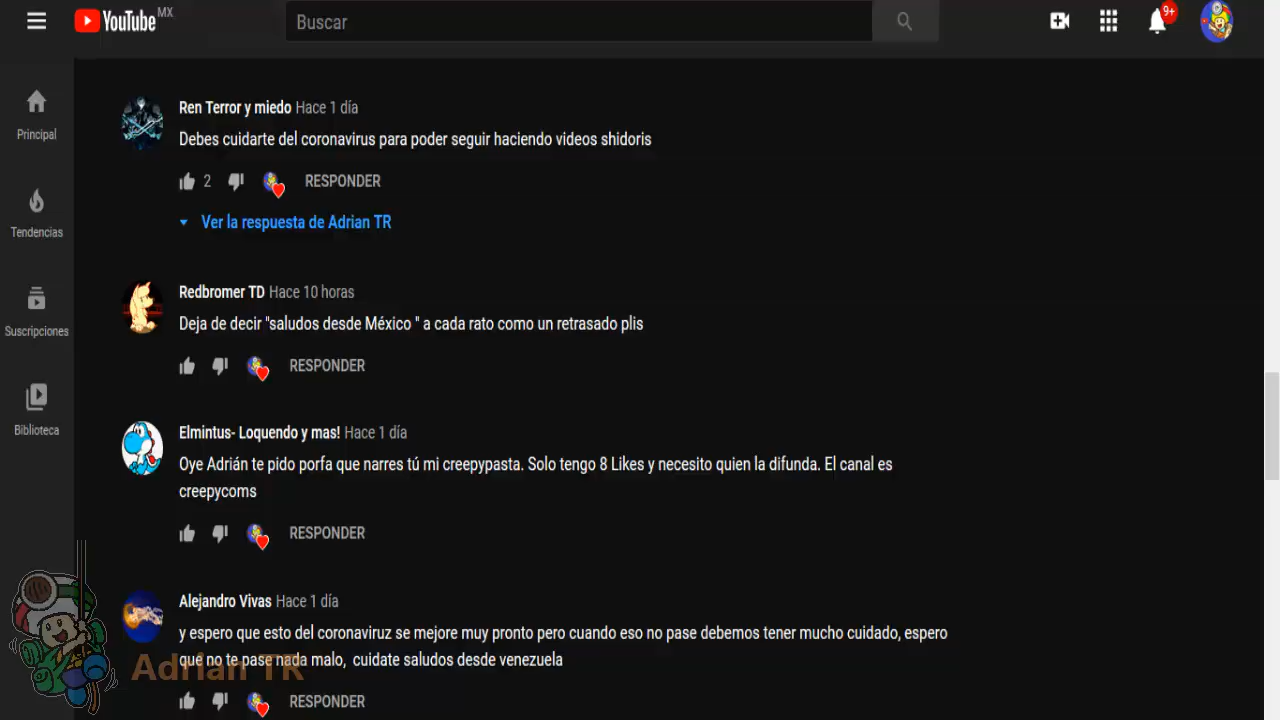 YouTube MX
Buscar
9+
Principal
Tendencias
Suscripciones
Biblioteca
Ren Terror y miedo Hace 1 día
Debes cuidarte del coronavirus para poder seguir haciendo videos shidoris
2 RESPONDER
Ver la respuesta de Adrian TR
Redbromer TD Hace 10 horas
Deja de decir "saludos desde México " a cada rato como un retrasado plis
RESPONDER
Elmintus- Loquendo y mas! Hace 1 día
Oye Adrián te pido porfa que narres tú mi creepypasta. Solo tengo 8 Likes y necesito quien la difunda. El canal es
creepycoms
RESPONDER
Alejandro Vivas Hace 1 día
y espero que esto del coronaviruz se mejore muy pronto pero cuando eso no pase debemos tener mucho cuidado, espero
que no te pase nada malo, cuidate saludos desde venezuela
Adrian TR
RESPONDER